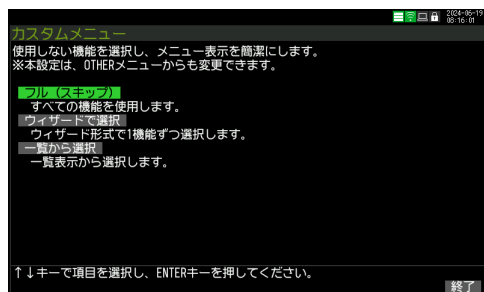 2024-06-19
08:16:01
カスタムメニュー
使用しない機能を選択し、メニュー表示を簡潔にします。
※本設定は、OTHERメニューからも変更できます。
フル（スキップ）
すべての機能を使用します。
ウィザードで選択
ウィザード形式で1機能ずつ選択します。
一覧から選択
一覧表示から選択します。
↑↓キーで項目を選択し、ENTERキーを押してください。
終了